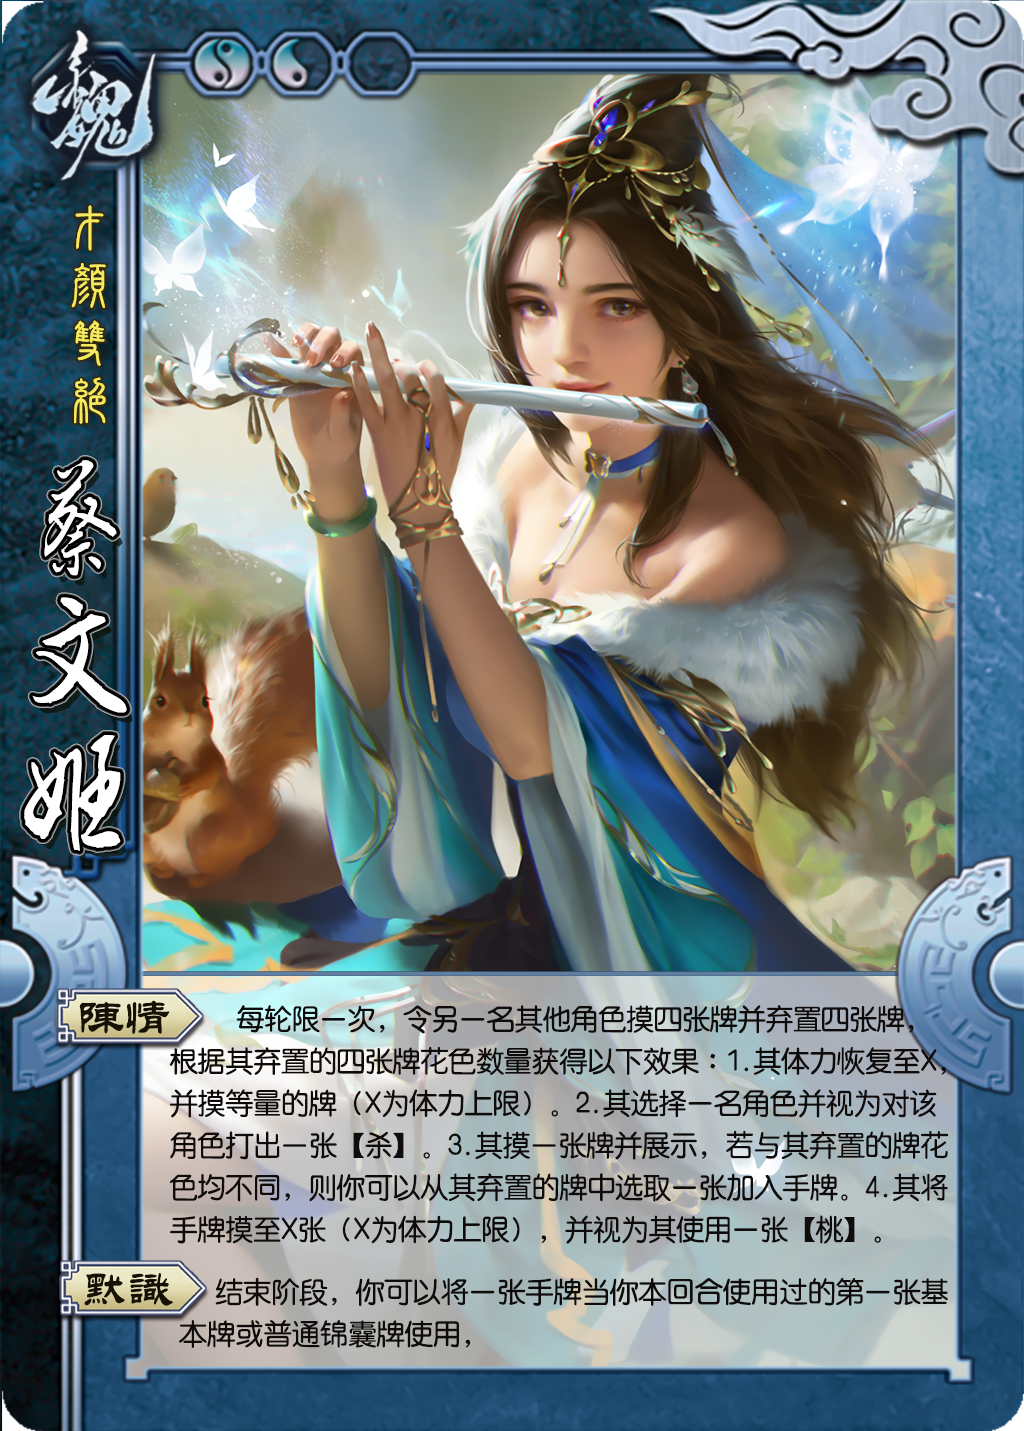 魏
才顏雙絕
蔡文姬
陳情
每轮限一次，令另一名其他角色摸四张牌并弃置四张牌，
根据其弃置的四张牌花色数量获得以下效果：1.其体力恢复至X，
并摸等量的牌（X为体力上限）。2.其选择一名角色并视为对该
角色打出一张【杀】。3.其摸一张牌并展示，若与其弃置的牌花
色均不同，则你可以从其弃置的牌中选取一张加入手牌。4.其将
手牌摸至X张（X为体力上限），并视为其使用一张【桃】。
默識
结束阶段，你可以将一张手牌当你本回合使用过的第一张基
本牌或普通锦囊牌使用，